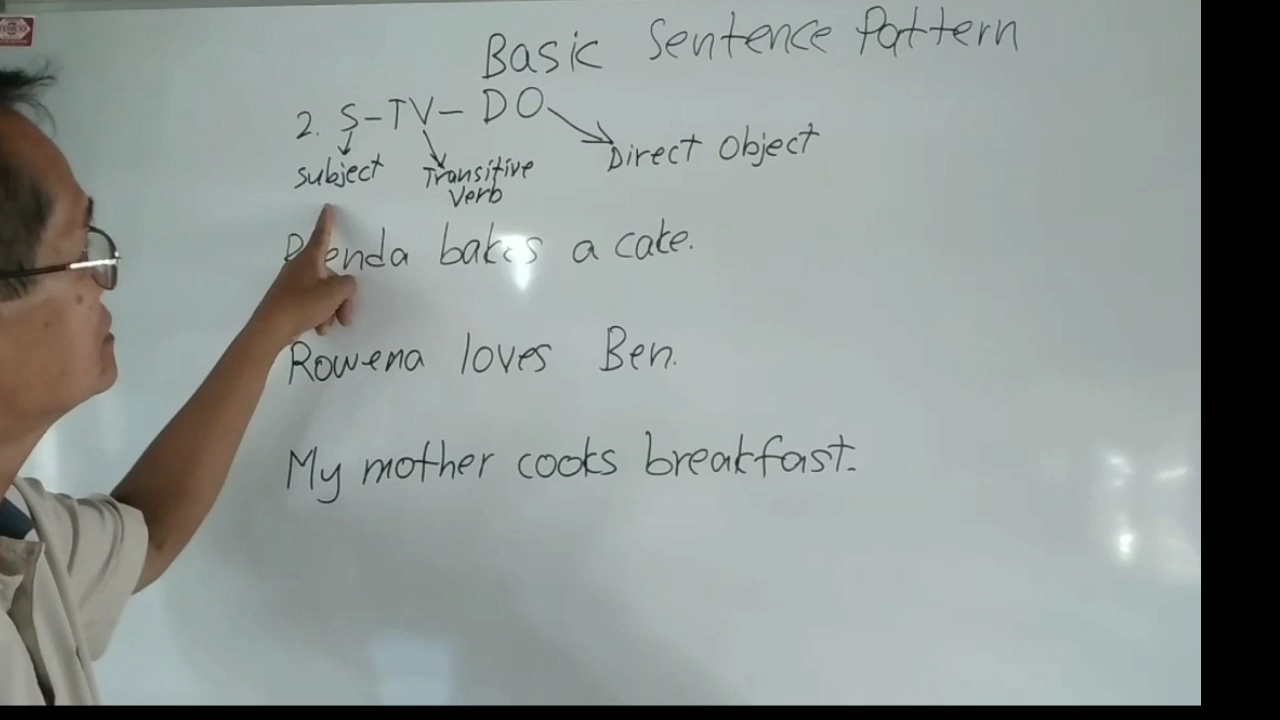 Basic Sentence Pattern
2. S-TV-DO
Subject Transitive Verb Direct Object
bakes a cake.
Rowena loves Ben.
My mother cooks breakfast.